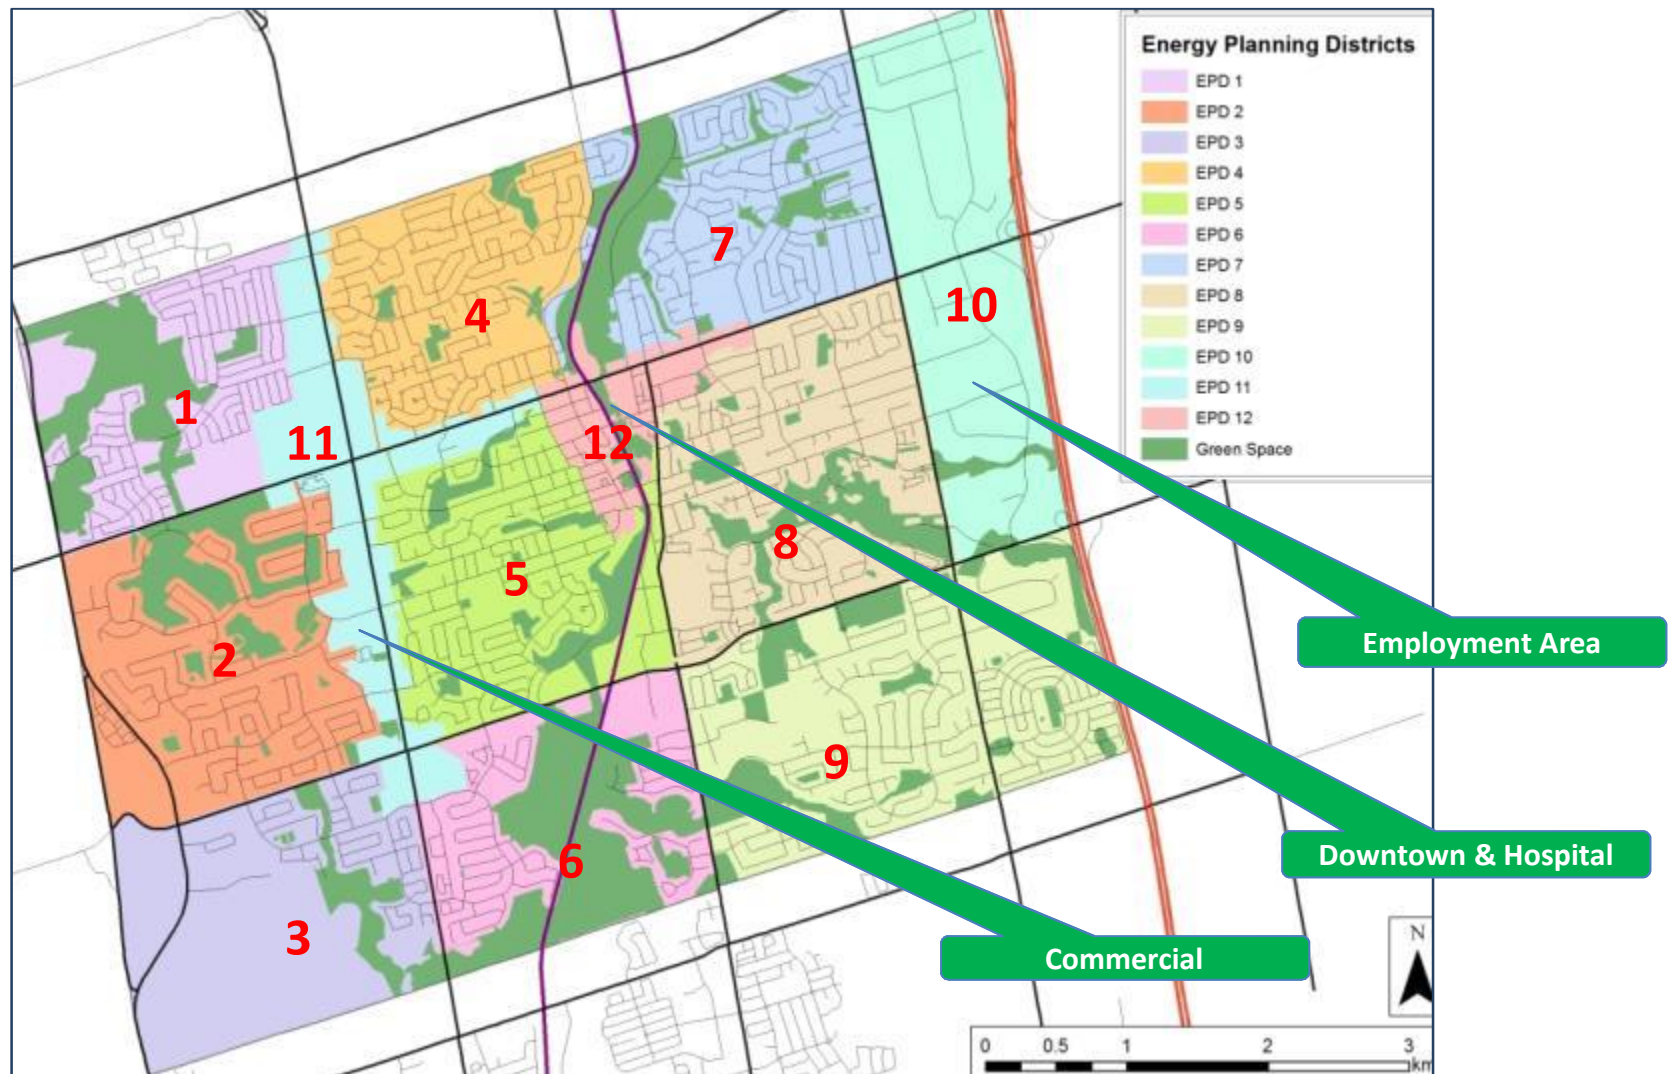 Energy Planning Districts
EPD 1
EPD 2
EPD 3
EPD 4
EPD 5
EPD 6
EPD 7
EPD 8
EPD 9
EPD 10
EPD 11
EPD 12
Green Space
7
10
4
1
11
12
8
5
2
9
6
3
Employment Area
Downtown & Hospital
Commercial
N
0 0.5 1 2 3
km